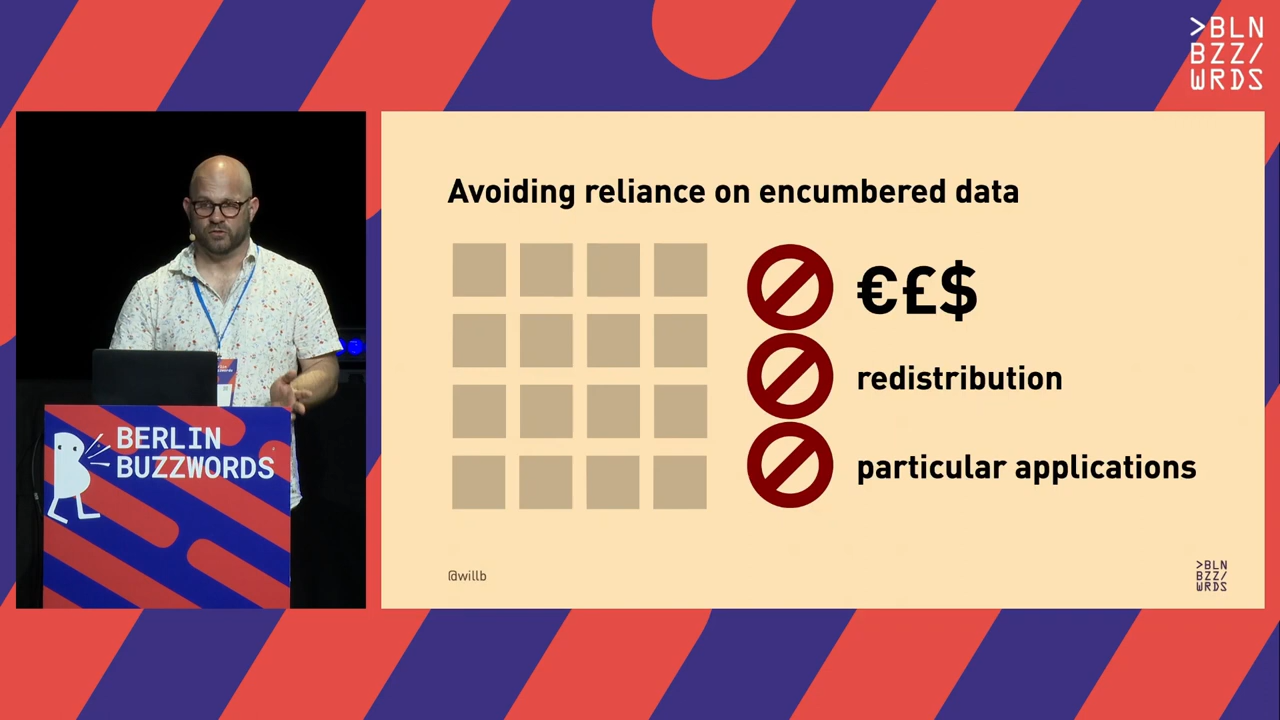 >BLN
BZZ/
WRDS
Avoiding reliance on encumbered data
€£$
redistribution
particular applications
@willb
>BLN
BZZ/
WRDS
BERLIN
BUZZWORDS